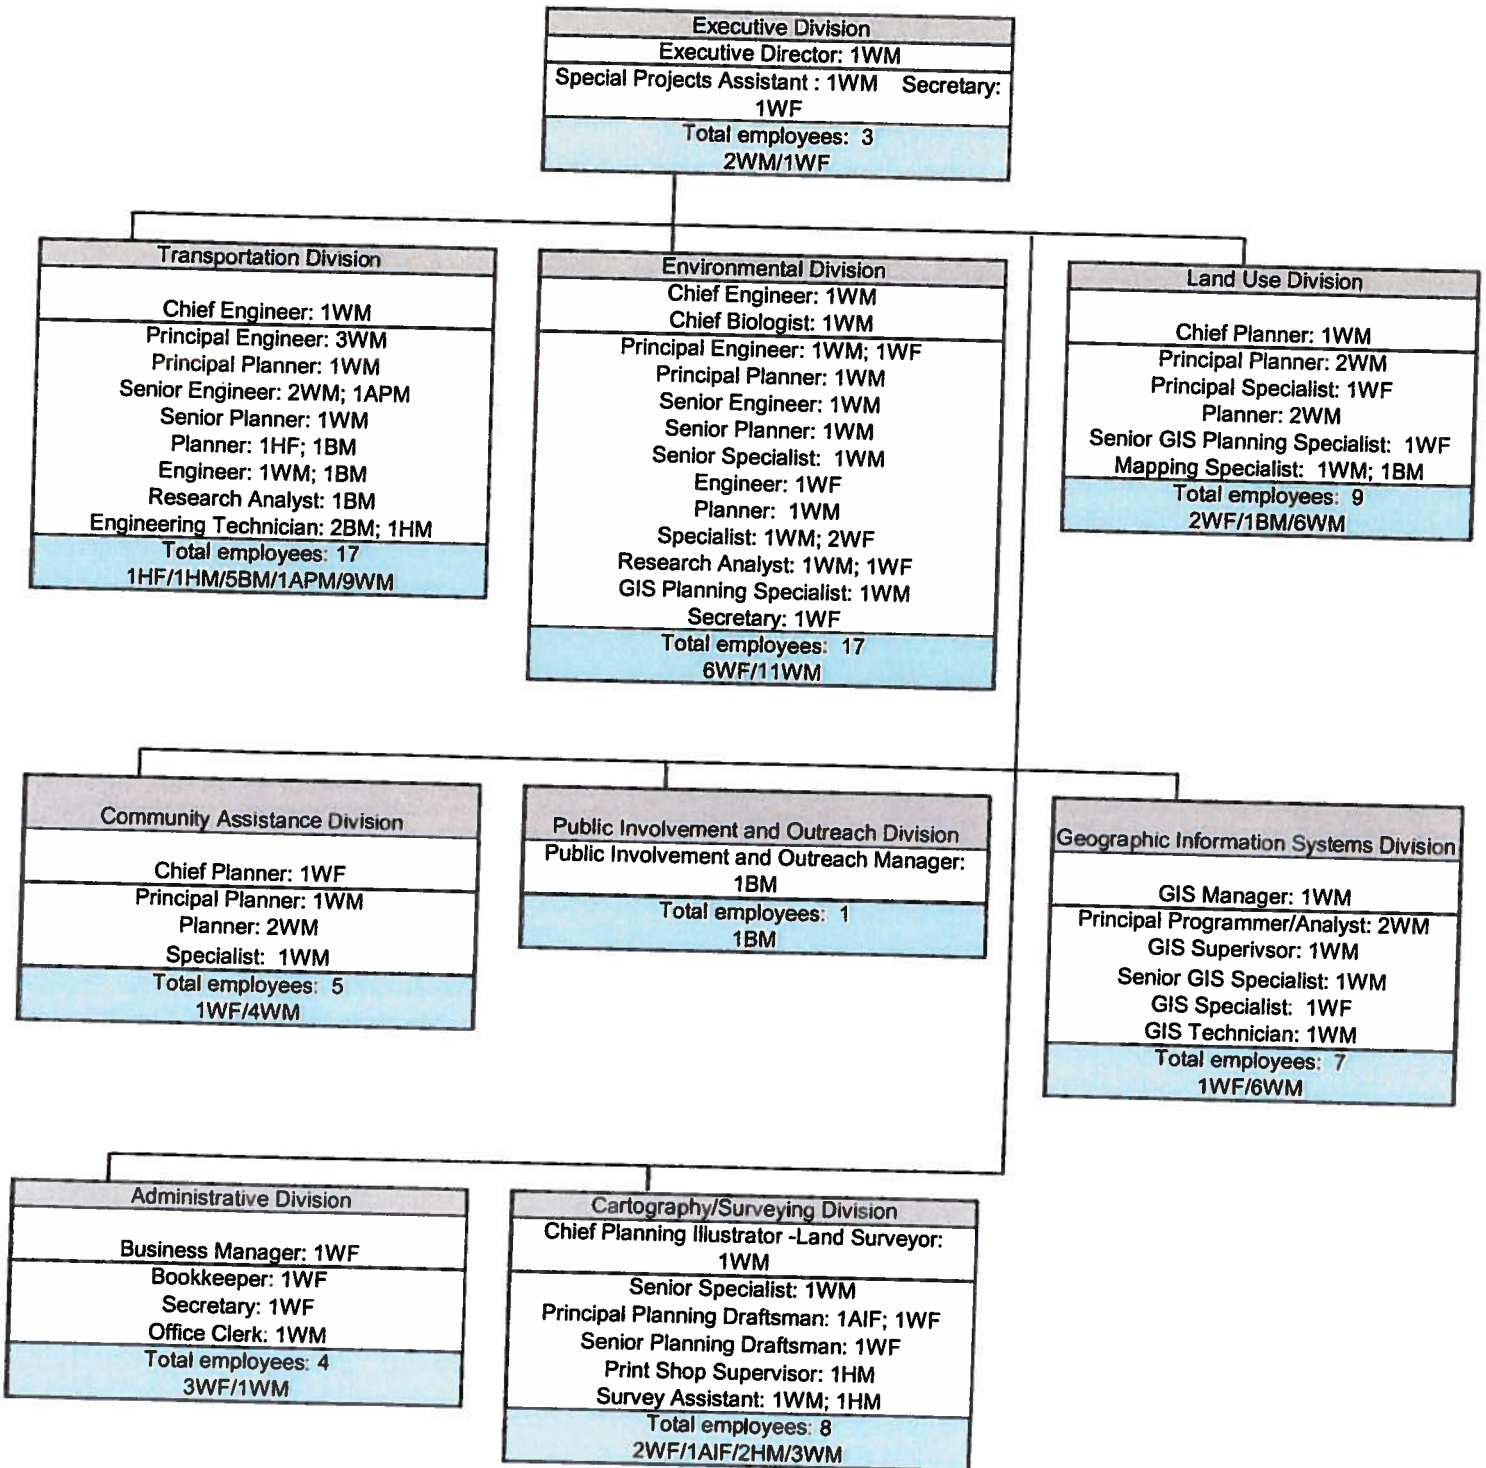 Executive Division
Executive Director: 1WM
Special Projects Assistant : 1WM Secretary:
1WF
Total employees: 3
2WM/1WF
Transportation Division
Chief Engineer: 1WM
Principal Engineer: 3WM
Principal Planner: 1WM
Senior Engineer: 2WM; 1APM
Senior Planner: 1WM
Planner: 1HF; 1BM
Engineer: 1WM; 1BM
Research Analyst: 1BM
Engineering Technician: 2BM; 1HM
Total employees: 17
1HF/1HM/5BM/1APM/9WM
Environmental Division
Chief Engineer: 1WM
Chief Biologist: 1WM
Principal Engineer: 1WM; 1WF
Principal Planner: 1WM
Senior Engineer: 1WM
Senior Planner: 1WM
Senior Specialist: 1WM
Engineer: 1WF
Planner: 1WM
Specialist: 1WM; 2WF
Research Analyst: 1WM; 1WF
GIS Planning Specialist: 1WM
Secretary: 1WF
Total employees: 17
6WF/11WM
Land Use Division
Chief Planner: 1WM
Principal Planner: 2WM
Principal Specialist: 1WF
Planner: 2WM
Senior GIS Planning Specialist: 1WF
Mapping Specialist: 1WM; 1BM
Total employees: 9
2WF/1BM/6WM
Community Assistance Division
Chief Planner: 1WF
Principal Planner: 1WM
Planner: 2WM
Specialist: 1WM
Total employees: 5
1WF/4WM
Public Involvement and Outreach Division
Public Involvement and Outreach Manager:
1BM
Total employees: 1
1BM
Geographic Information Systems Division
GIS Manager: 1WM
Principal Programmer/Analyst: 2WM
GIS Superivsor: 1WM
Senior GIS Specialist: 1WM
GIS Specialist: 1WF
GIS Technician: 1WM
Total employees: 7
1WF/6WM
Administrative Division
Business Manager: 1WF
Bookkeeper: 1WF
Secretary: 1WF
Office Clerk: 1WM
Total employees: 4
3WF/1WM
Cartography/Surveying Division
Chief Planning Illustrator -Land Surveyor:
1WM
Senior Specialist: 1WM
Principal Planning Draftsman: 1AIF; 1WF
Senior Planning Draftsman: 1WF
Print Shop Supervisor: 1HM
Survey Assistant: 1WM; 1HM
Total employees: 8
2WF/1AIF/2HM/3WM